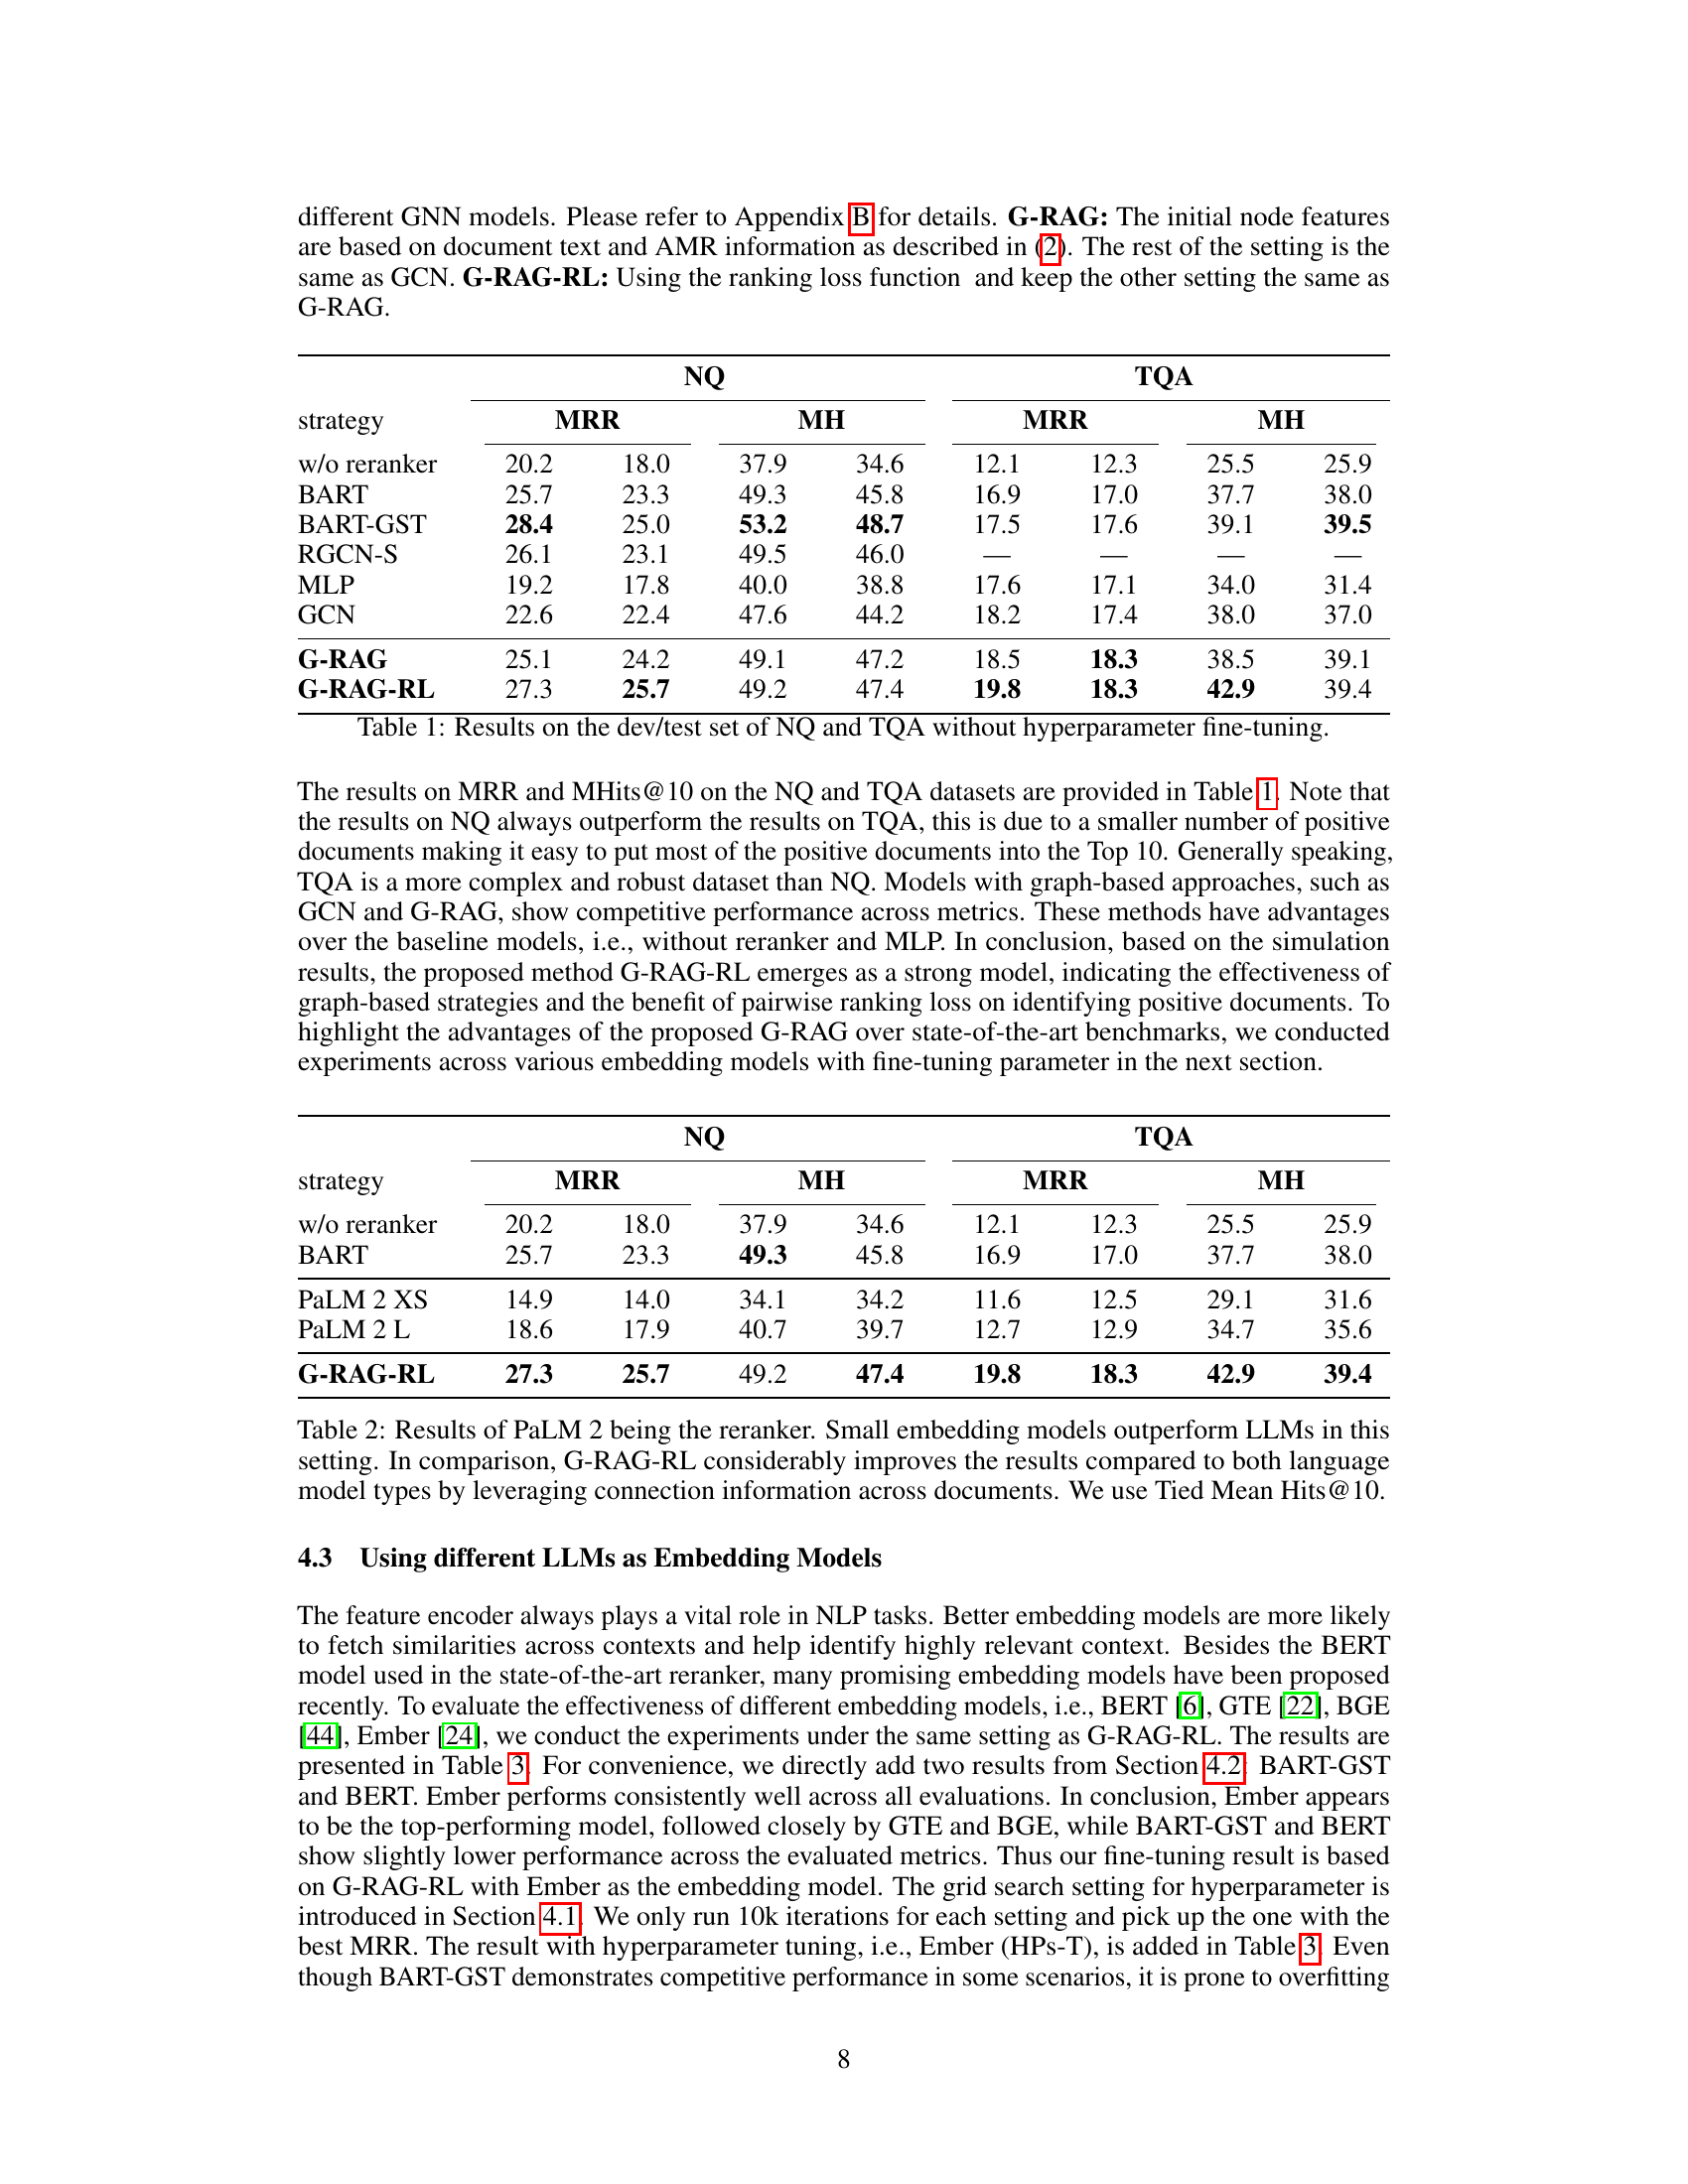 different GNN models. Please refer to Appendix B for details. G-RAG: The initial node features
are based on document text and AMR information as described in (2). The rest of the setting is the
same as GCN. G-RAG-RL: Using the ranking loss function and keep the other setting the same as
G-RAG.
NQ TQA
strategy MRR MH MRR MH
w/o reranker 20.2 18.0 37.9 34.6 12.1 12.3 25.5 25.9
BART 25.7 23.3 49.3 45.8 16.9 17.0 37.7 38.0
BART-GST 28.4 25.0 53.2 48.7 17.5 17.6 39.1 39.5
RGCN-S 26.1 23.1 49.5 46.0 — — — —
MLP 19.2 17.8 40.0 38.8 17.6 17.1 34.0 31.4
GCN 22.6 22.4 47.6 44.2 18.2 17.4 38.0 37.0
G-RAG 25.1 24.2 49.1 47.2 18.5 18.3 38.5 39.1
G-RAG-RL 27.3 25.7 49.2 47.4 19.8 18.3 42.9 39.4
Table 1: Results on the dev/test set of NQ and TQA without hyperparameter fine-tuning.
The results on MRR and MHits@10 on the NQ and TQA datasets are provided in Table 1. Note that
the results on NQ always outperform the results on TQA, this is due to a smaller number of positive
documents making it easy to put most of the positive documents into the Top 10. Generally speaking,
TQA is a more complex and robust dataset than NQ. Models with graph-based approaches, such as
GCN and G-RAG, show competitive performance across metrics. These methods have advantages
over the baseline models, i.e., without reranker and MLP. In conclusion, based on the simulation
results, the proposed method G-RAG-RL emerges as a strong model, indicating the effectiveness of
graph-based strategies and the benefit of pairwise ranking loss on identifying positive documents. To
highlight the advantages of the proposed G-RAG over state-of-the-art benchmarks, we conducted
experiments across various embedding models with fine-tuning parameter in the next section.
NQ TQA
strategy MRR MH MRR MH
w/o reranker 20.2 18.0 37.9 34.6 12.1 12.3 25.5 25.9
BART 25.7 23.3 49.3 45.8 16.9 17.0 37.7 38.0
PaLM 2 XS 14.9 14.0 34.1 34.2 11.6 12.5 29.1 31.6
PaLM 2 L 18.6 17.9 40.7 39.7 12.7 12.9 34.7 35.6
G-RAG-RL 27.3 25.7 49.2 47.4 19.8 18.3 42.9 39.4
Table 2: Results of PaLM 2 being the reranker. Small embedding models outperform LLMs in this
setting. In comparison, G-RAG-RL considerably improves the results compared to both language
model types by leveraging connection information across documents. We use Tied Mean Hits@10.
4.3 Using different LLMs as Embedding Models
The feature encoder always plays a vital role in NLP tasks. Better embedding models are more likely
to fetch similarities across contexts and help identify highly relevant context. Besides the BERT
model used in the state-of-the-art reranker, many promising embedding models have been proposed
recently. To evaluate the effectiveness of different embedding models, i.e., BERT [6], GTE [22], BGE
[44], Ember [24], we conduct the experiments under the same setting as G-RAG-RL. The results are
presented in Table 3. For convenience, we directly add two results from Section 4.2: BART-GST
and BERT. Ember performs consistently well across all evaluations. In conclusion, Ember appears
to be the top-performing model, followed closely by GTE and BGE, while BART-GST and BERT
show slightly lower performance across the evaluated metrics. Thus our fine-tuning result is based
on G-RAG-RL with Ember as the embedding model. The grid search setting for hyperparameter is
introduced in Section 4.1. We only run 10k iterations for each setting and pick up the one with the
best MRR. The result with hyperparameter tuning, i.e., Ember (HPs-T), is added in Table 3. Even
though BART-GST demonstrates competitive performance in some scenarios, it is prone to overfitting
8